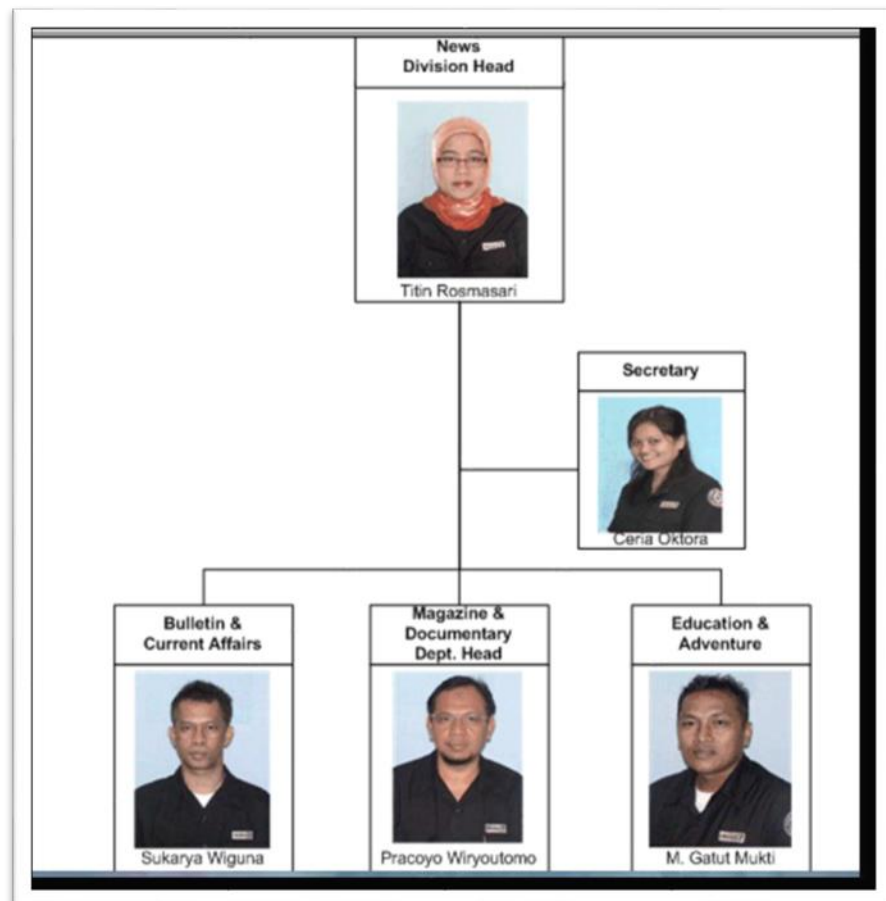 News
Division Head
Titin Rosmasari
Secretary
Ceria Oktora
Bulletin &
Current Affairs
Sukarya Wiguna
Magazine &
Documentary
Dept. Head
Pracoyo Wiryoutomo
Education &
Adventure
M. Gatut Mukti